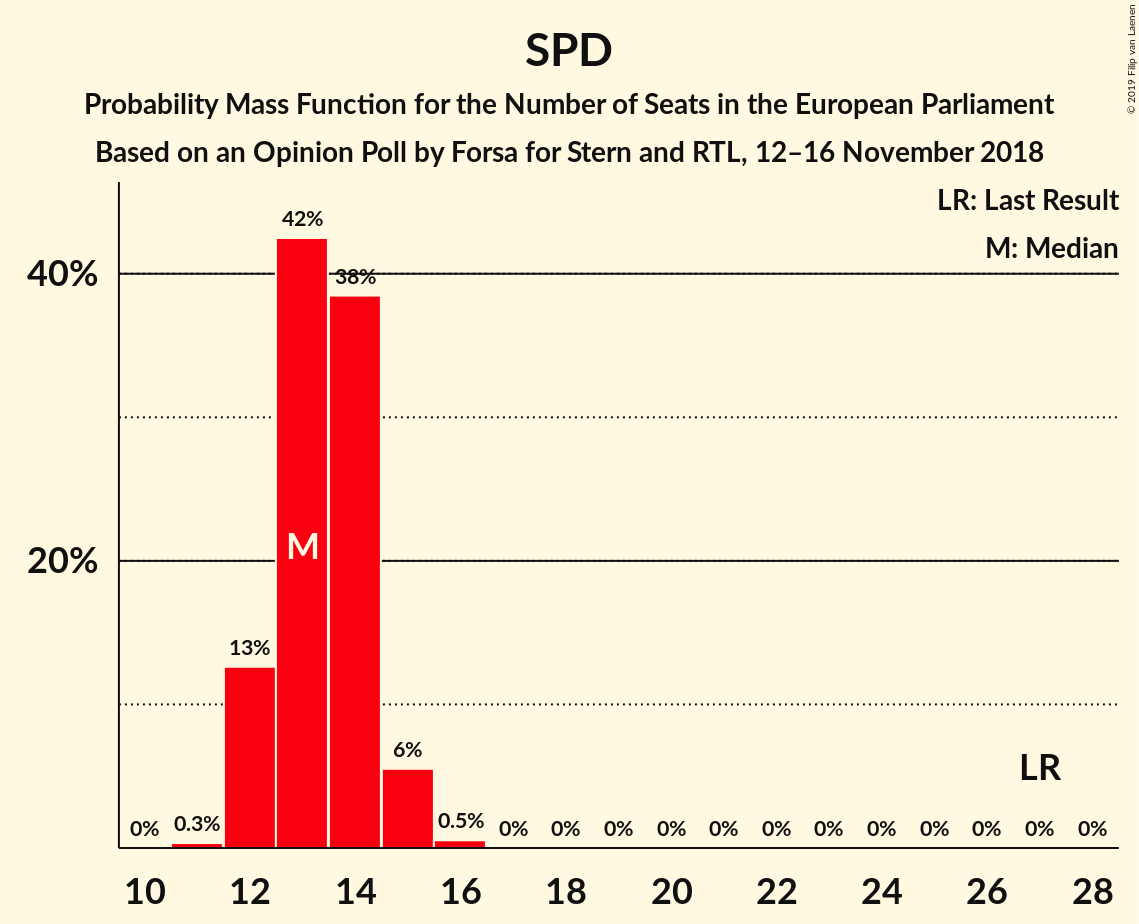 SPD
Probability Mass Function for the Number of Seats in the European Parliament
Based on an Opinion Poll by Forsa for Stern and RTL, 12–16 November 2018
© 2019 Filip van Laenen
LR: Last Result
M: Median
42%
40%
38%
M
20%
13%
6%
LR
0% 0.3% 0.5% 0% 0% 0% 0% 0% 0% 0% 0% 0% 0% 0% 0%
10 12 14 16 18 20 22 24 26 28